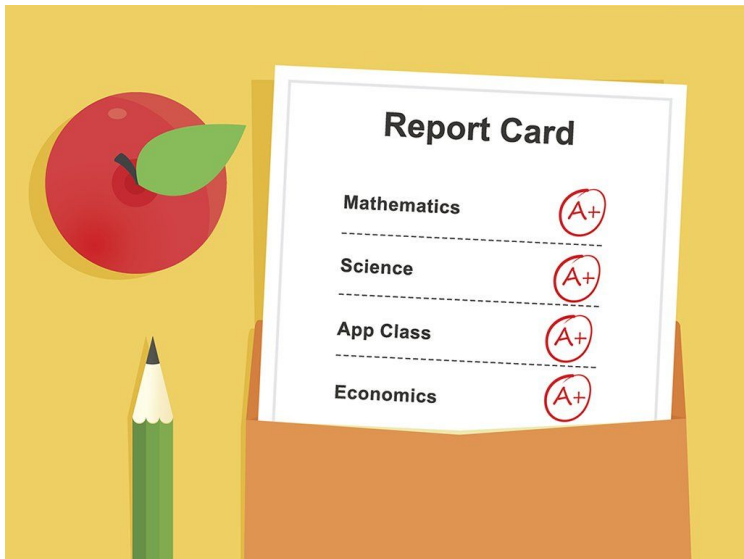 Report Card
Mathematics A+
Science A+
App Class A+
Economics A+